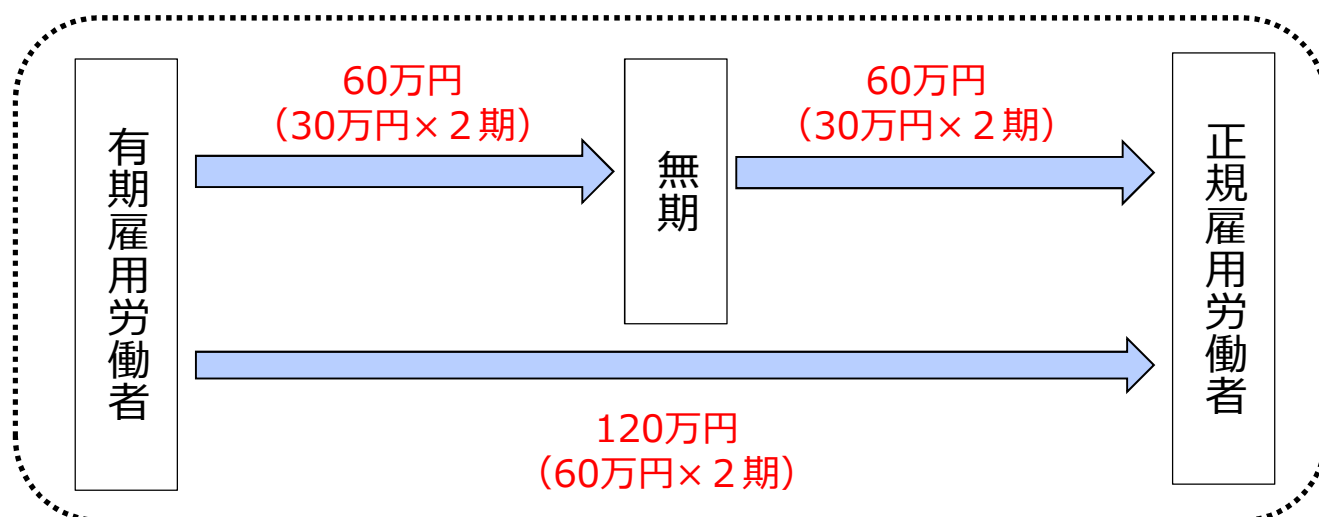 有期雇用労働者
60万円
（30万円×２期）
無期
60万円
（30万円×２期）
正規雇用労働者
120万円
（60万円×２期）